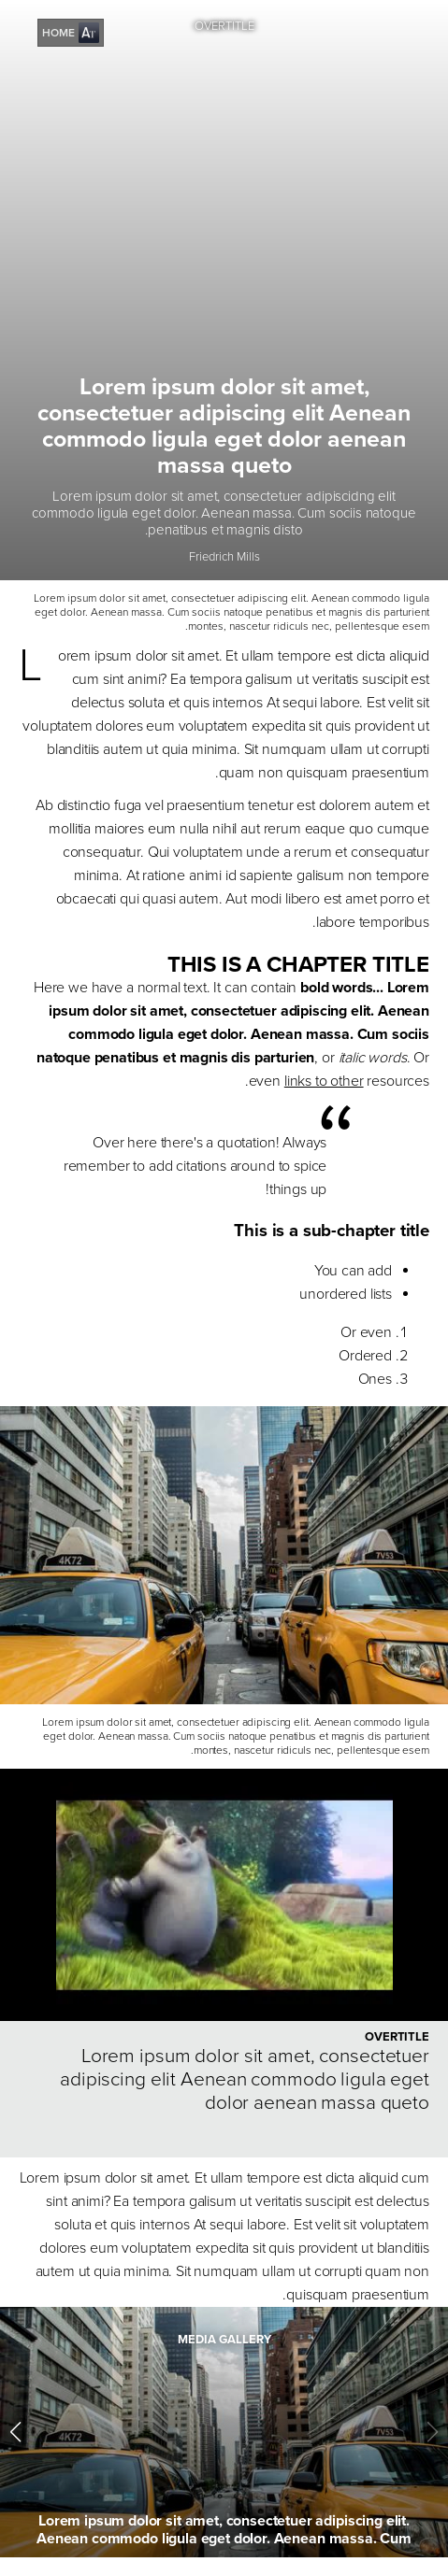 HOME
OVERTITLE
Lorem ipsum dolor sit amet,
consectetuer adipiscing elit Aenean
commodo ligula eget dolor aenean
massa queto
Lorem ipsum dolor sit amet, consectetuer adipiscidng elit
commodo ligula eget dolor. Aenean massa. Cum sociis natoque
.penatibus et magnis disto
Friedrich Mills
Lorem ipsum dolor sit amet, consectetuer adipiscing elit. Aenean commodo ligula
eget dolor. Aenean massa. Cum sociis natoque penatibus et magnis dis parturient
.montes, nascetur ridiculs nec, pellentesque esem
Lorem ipsum dolor sit amet. Et ullam tempore est dicta aliquid
cum sint animi? Ea tempora galisum ut veritatis suscipit est
delectus soluta et quis internos At sequi labore. Est velit sit
voluptatem dolores eum voluptatem expedita sit quis provident ut
blanditiis autem ut quia minima. Sit numquam ullam ut corrupti
.quam non quisquam praesentium
Ab distinctio fuga vel praesentium tenetur est dolorem autem et
mollitia maiores eum nulla nihil aut rerum eaque quo cumque
consequatur. Qui voluptatem unde a rerum et consequatur
minima. At ratione animi id sapiente galisum non tempore
obcaecati qui quasi autem. Aut modi libero est amet porro et
.labore temporibus
THIS IS A CHAPTER TITLE
Here we have a normal text. It can contain bold words... Lorem
ipsum dolor sit amet, consectetuer adipiscing elit. Aenean
commodo ligula eget dolor. Aenean massa. Cum sociis
natoque penatibus et magnis dis parturien, or italic words. Or
.even links to other resources
“
Over here there's a quotation! Always
remember to add citations around to spice
!things up
This is a sub-chapter title
You can add •
unordered lists •
Or even .1
Ordered .2
Ones .3
4K72
7V53
Lorem ipsum dolor sit amet, consectetuer adipiscing elit. Aenean commodo ligula
eget dolor. Aenean massa. Cum sociis natoque penatibus et magnis dis parturient
.montes, nascetur ridiculs nec, pellentesque esem
OVERTITLE
Lorem ipsum dolor sit amet, consectetuer
adipiscing elit Aenean commodo ligula eget
dolor aenean massa queto
Lorem ipsum dolor sit amet. Et ullam tempore est dicta aliquid cum
sint animi? Ea tempora galisum ut veritatis suscipit est delectus
soluta et quis internos At sequi labore. Est velit sit voluptatem
dolores eum voluptatem expedita sit quis provident ut blanditiis
autem ut quia minima. Sit numquam ullam ut corrupti quam non
.quisquam praesentium
MEDIA GALLERY
4K72
7V53
Lorem ipsum dolor sit amet, consectetuer adipiscing elit.
Aenean commodo ligula eget dolor. Aenean massa. Cum